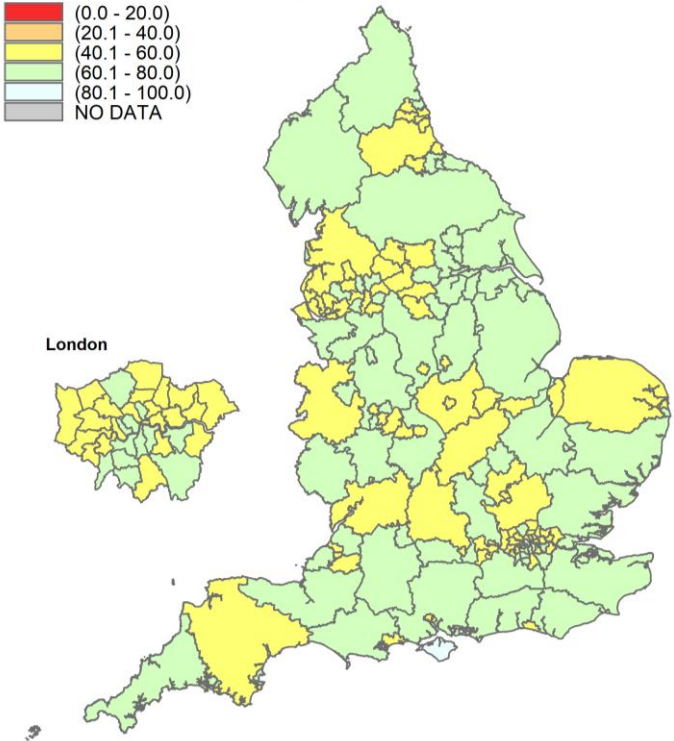 (0.0 - 20.0)
(20.1 - 40.0)
(40.1 - 60.0)
(60.1 - 80.0)
(80.1 - 100.0)
NO DATA
London